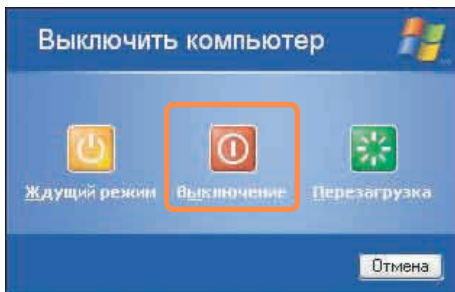 Выключить компьютер
Ждущий режим Выключение Перезагрузка
Отмена